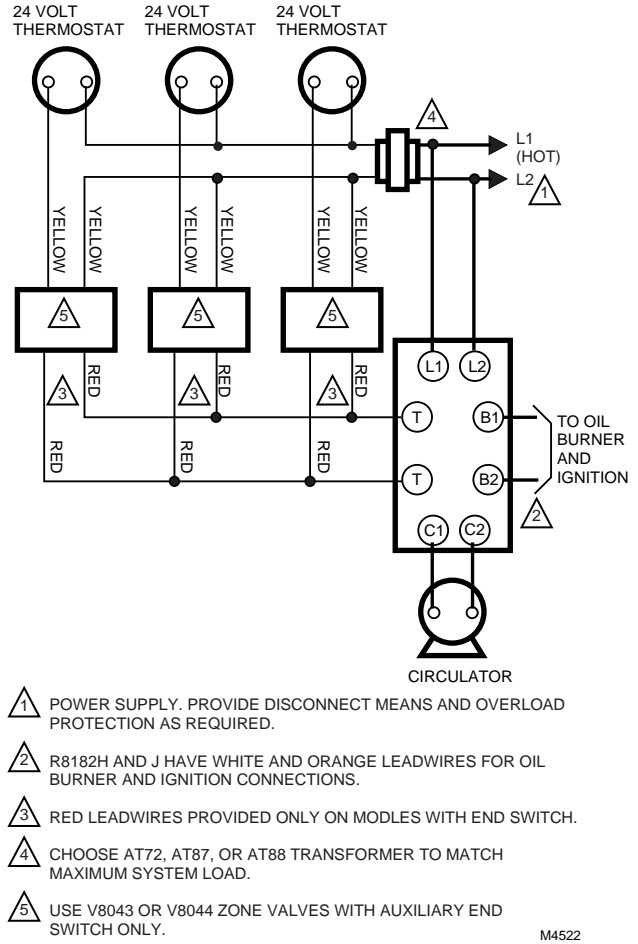 24 VOLT
THERMOSTAT
24 VOLT
THERMOSTAT
24 VOLT
THERMOSTAT
4
L1
(HOT)
L2
1
YELLOW
YELLOW
YELLOW
YELLOW
YELLOW
YELLOW
5
5
5
3
RED
3
RED
3
RED
L1
L2
T
B1
TO OIL
BURNER
AND
IGNITION
RED
RED
RED
T
B2
2
C1
C2
CIRCULATOR
1 POWER SUPPLY. PROVIDE DISCONNECT MEANS AND OVERLOAD
PROTECTION AS REQUIRED.
2 R8182H AND J HAVE WHITE AND ORANGE LEADWIRES FOR OIL
BURNER AND IGNITION CONNECTIONS.
3 RED LEADWIRES PROVIDED ONLY ON MODLES WITH END SWITCH.
4 CHOOSE AT72, AT87, OR AT88 TRANSFORMER TO MATCH
MAXIMUM SYSTEM LOAD.
5 USE V8043 OR V8044 ZONE VALVES WITH AUXILIARY END
SWITCH ONLY.
M4522